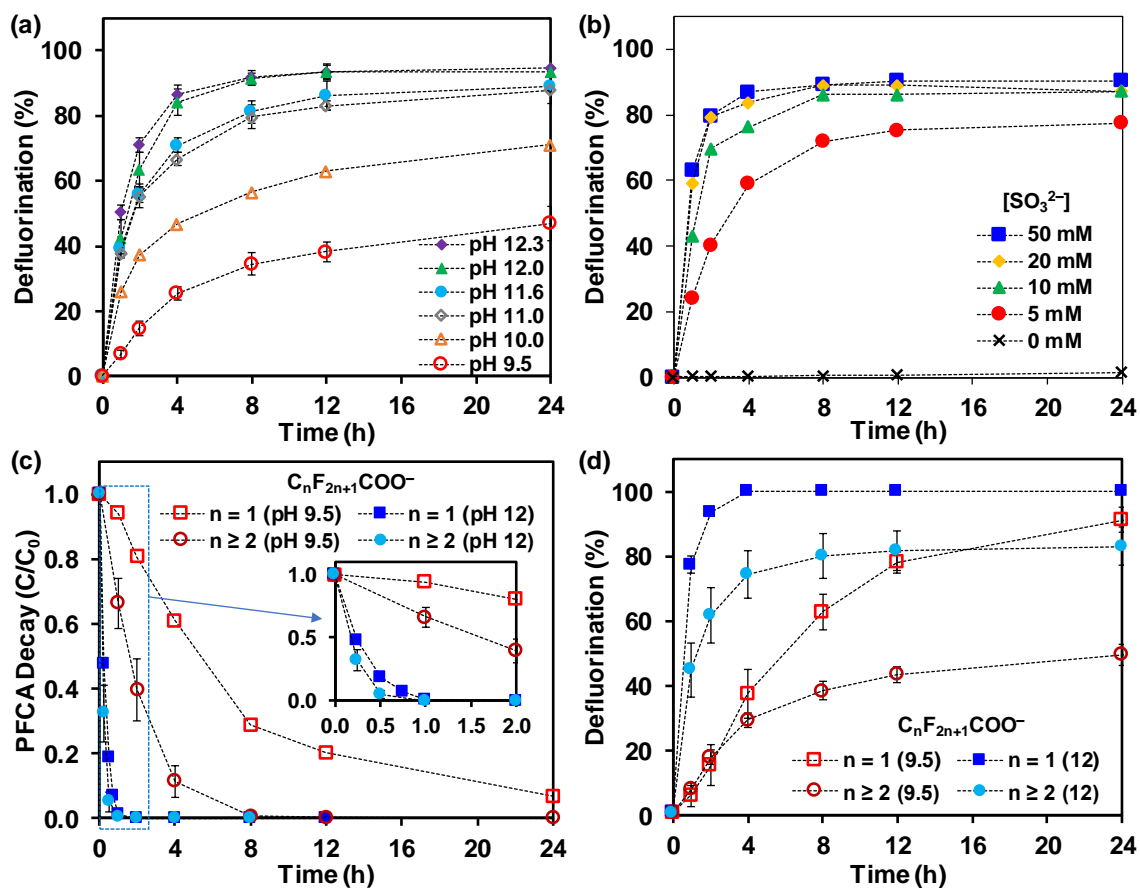 (a)
Defluorination (%)
100
80
60
40
20
0
pH 12.3
pH 12.0
pH 11.6
pH 11.0
pH 10.0
pH 9.5
0 4 8 12 16 20 24
Time (h)
(b)
Defluorination (%)
100
80
60
40
20
0
[SO₃²⁻]
50 mM
20 mM
10 mM
5 mM
0 mM
0 4 8 12 16 20 24
Time (h)
(c)
PFCA Decay (C/C₀)
1.0
0.8
0.6
0.4
0.2
0.0
CₙF₂ₙ₊₁COO⁻
n = 1 (pH 9.5) n = 1 (pH 12)
n ≥ 2 (pH 9.5) n ≥ 2 (pH 12)
1.0
0.5
0.0
0.0 0.5 1.0 1.5 2.0
0 4 8 12 16 20 24
Time (h)
(d)
Defluorination (%)
100
80
60
40
20
0
CₙF₂ₙ₊₁COO⁻
n = 1 (9.5) n = 1 (12)
n ≥ 2 (9.5) n ≥ 2 (12)
0 4 8 12 16 20 24
Time (h)